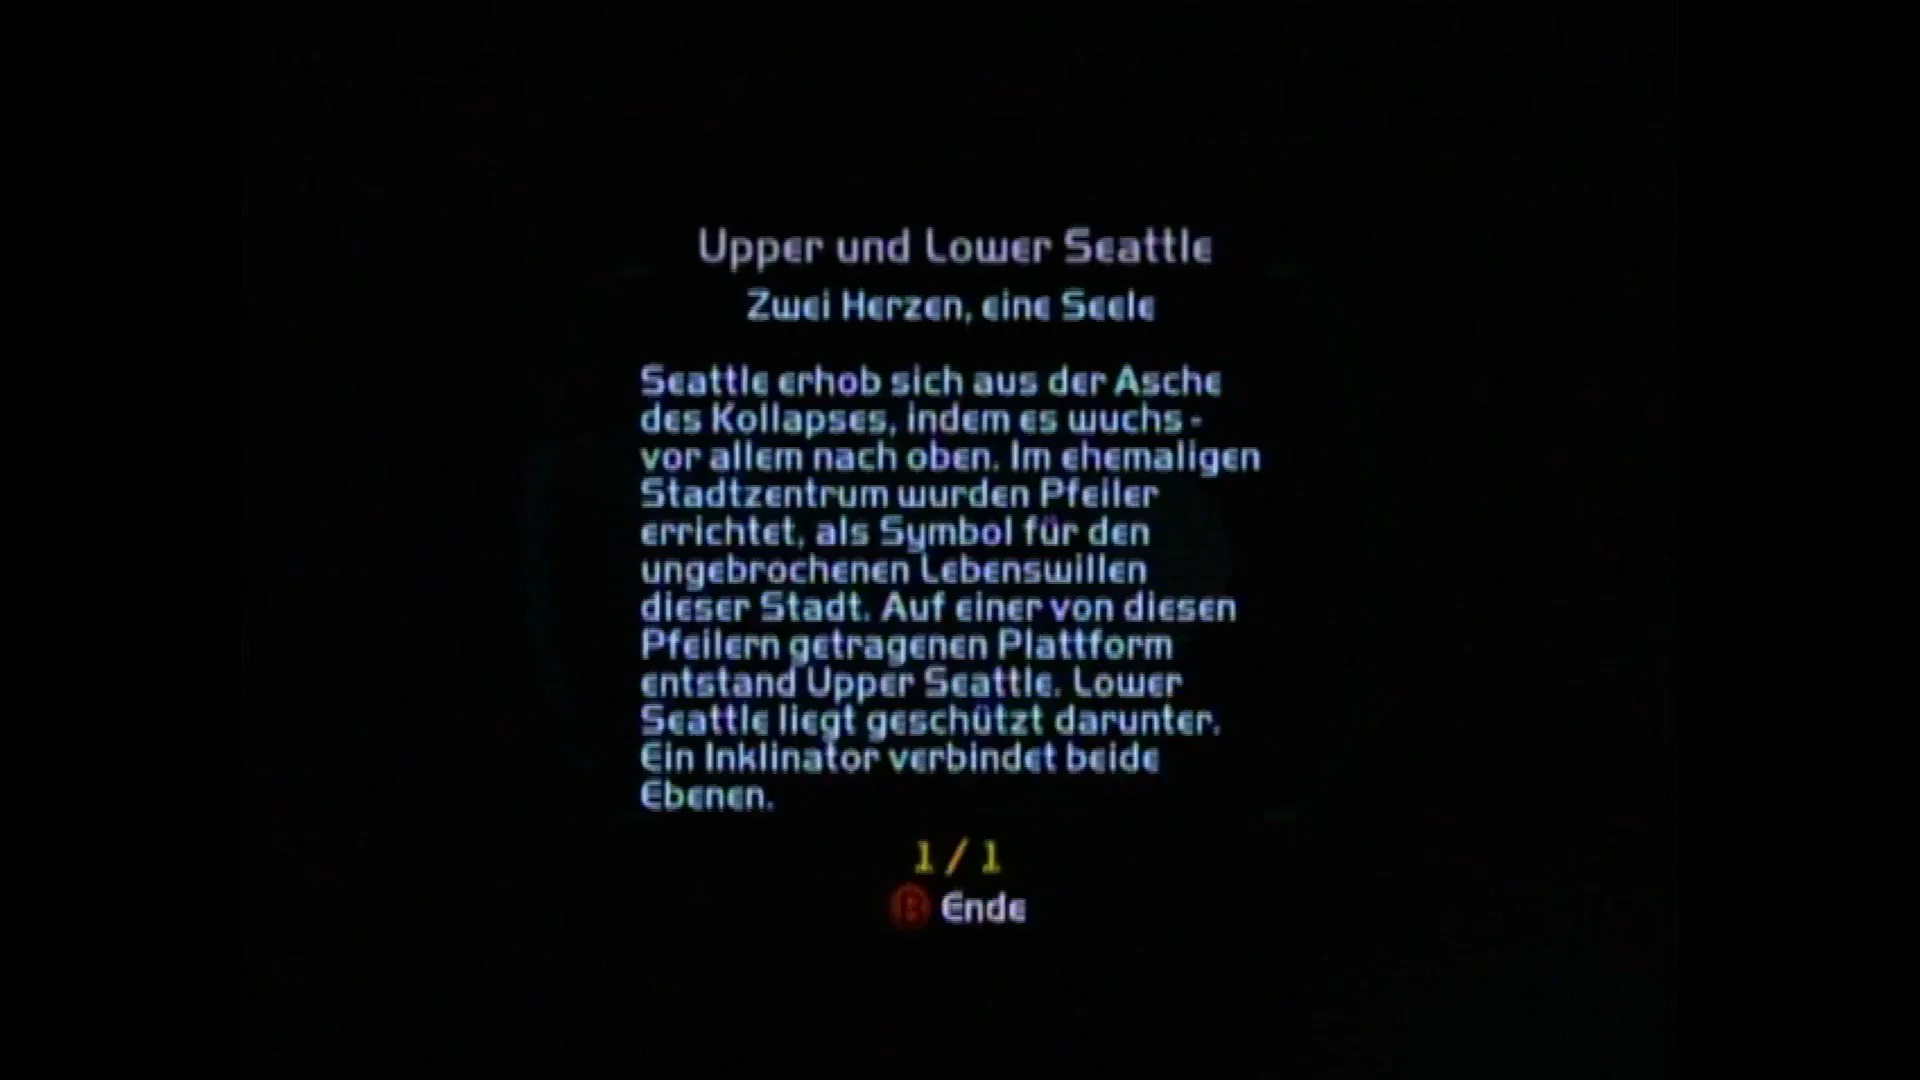 Upper und Lower Seattle
Zwei Herzen, eine Seele
Seattle erhob sich aus der Asche
des Kollapses, indem es wuchs -
vor allem nach oben. Im ehemaligen
Stadtzentrum wurden Pfeiler
errichtet, als Symbol für den
ungebrochenen Lebenswillen
dieser Stadt. Auf einer von diesen
Pfeilern getragenen Plattform
entstand Upper Seattle. Lower
Seattle liegt geschützt darunter.
Ein Inklinator verbindet beide
Ebenen.
1 / 1
B Ende